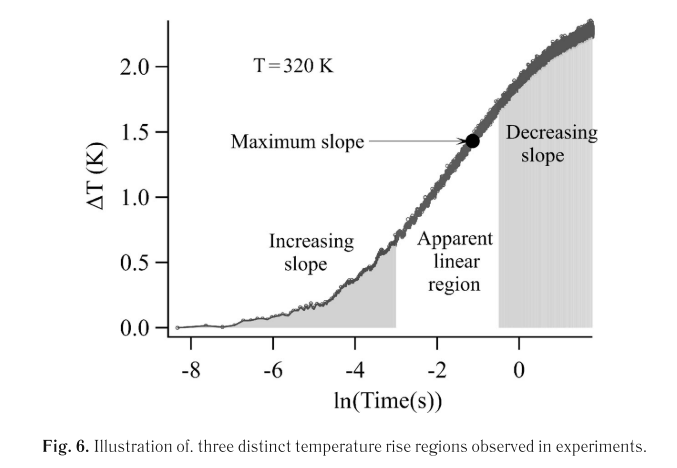 2.0
1.5
1.0
0.5
0.0
ΔT (K)
T=320 K
Maximum slope
Decreasing
slope
Increasing
slope
Apparent
linear
region
-8 -6 -4 -2 0
ln(Time(s))
Fig. 6. Illustration of. three distinct temperature rise regions observed in experiments.